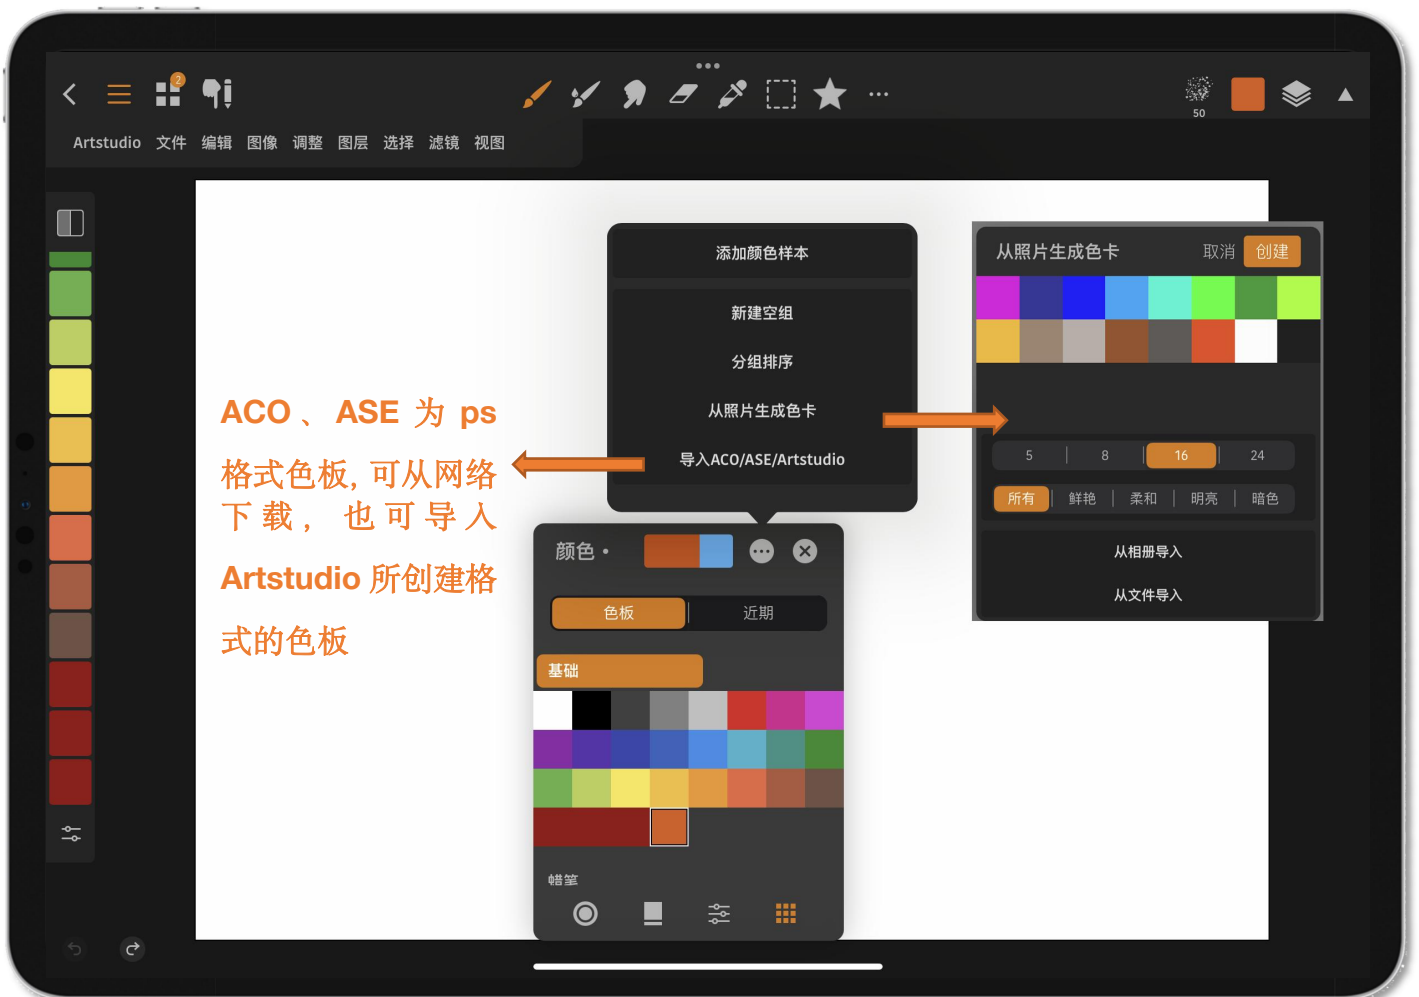 2
50
Artstudio 文件 编辑 图像 调整 图层 选择 滤镜 视图
添加颜色样本
新建空组
分组排序
从照片生成色卡
导入ACO/ASE/Artstudio
从照片生成色卡 取消 创建
5 8 16 24
所有 鲜艳 柔和 明亮 暗色
从相册导入
从文件导入
ACO 、 ASE 为 ps
格式色板, 可从网络
下载, 也可导入
Artstudio 所创建格
式的色板
颜色 •
色板 近期
基础
蜡笔